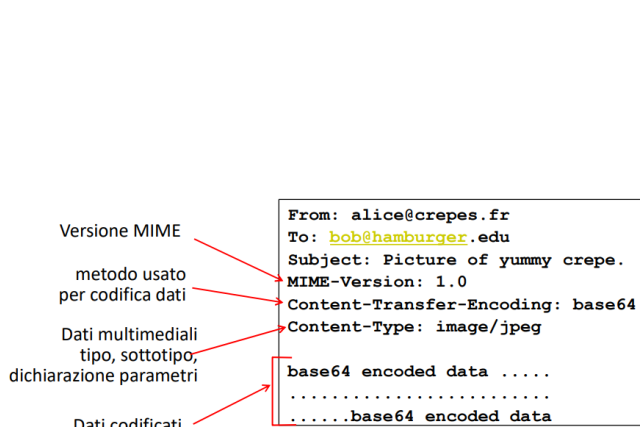 Versione MIME
metodo usato
per codifica dati
Dati multimediali
tipo, sottotipo,
dichiarazione parametri
Dati codificati
From: alice@crepes.fr
To: bob@hamburger.edu
Subject: Picture of yummy crepe.
MIME-Version: 1.0
Content-Transfer-Encoding: base64
Content-Type: image/jpeg
base64 encoded data .....
.........................
......base64 encoded data